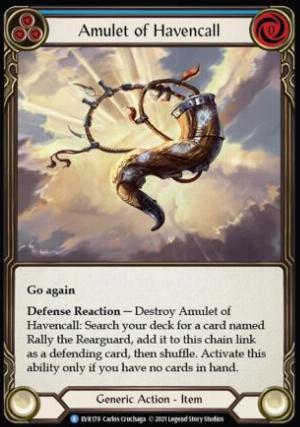 Amulet of Havencall
0
Go again
Defense Reaction — Destroy Amulet of
Havencall: Search your deck for a card named
Rally the Rearguard, add it to this chain link
as a defending card, then shuffle. Activate this
ability only if you have no cards in hand.
R EVR178 Carlos Cruchaga © 2021 Legend Story Studios
Generic Action - Item